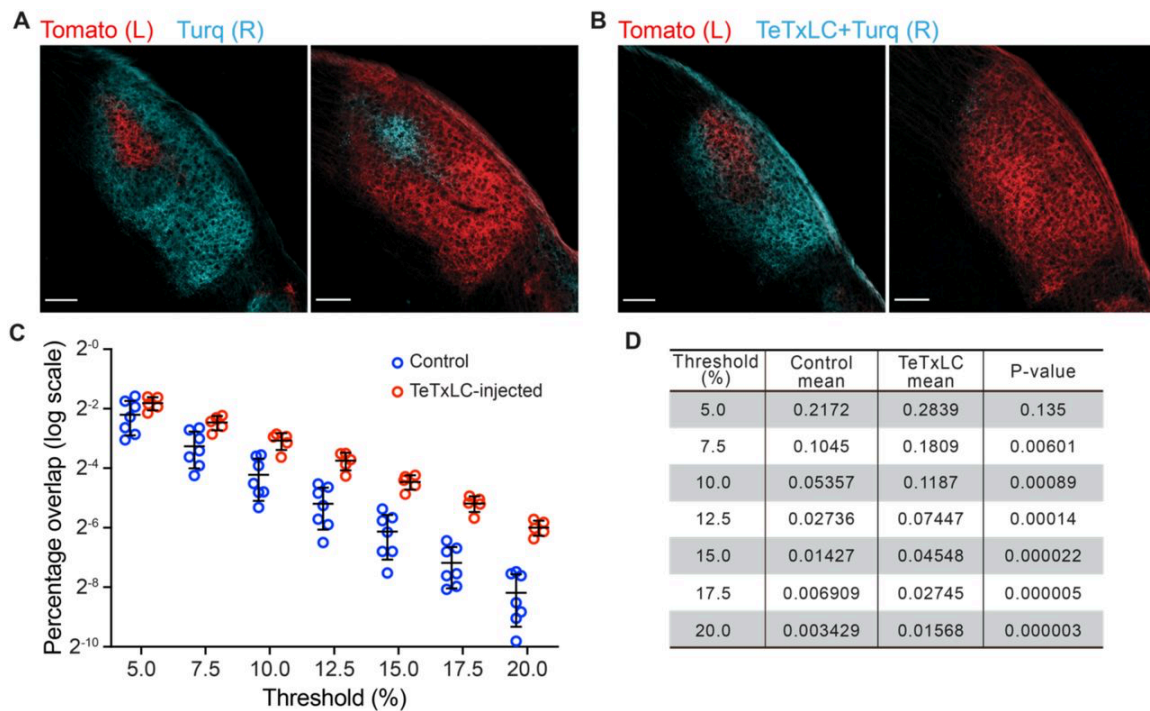 A
Tomato (L) Turq (R)
B
Tomato (L) TeTxLC+Turq (R)
C
Percentage overlap (log scale)
2-0
2-2
2-4
2-6
2-8
2-10
Control
TeTxLC-injected
5.0 7.5 10.0 12.5 15.0 17.5 20.0
Threshold (%)
D
Threshold (%) Control mean TeTxLC mean P-value
5.0 0.2172 0.2839 0.135
7.5 0.1045 0.1809 0.00601
10.0 0.05357 0.1187 0.00089
12.5 0.02736 0.07447 0.00014
15.0 0.01427 0.04548 0.000022
17.5 0.006909 0.02745 0.000005
20.0 0.003429 0.01568 0.000003